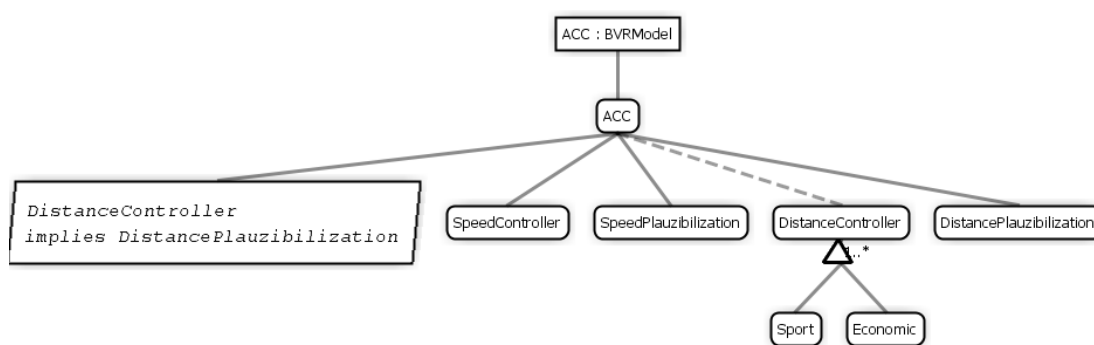 ACC : BVRModel
ACC
DistanceController
implies DistancePlauzibilization
SpeedController
SpeedPlauzibilization
DistanceController
DistancePlauzibilization
1..*
Sport
Economic